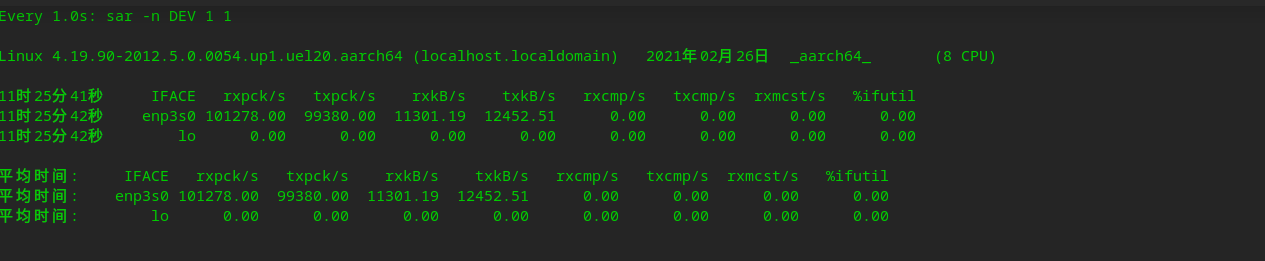 Every 1.0s: sar -n DEV 1 1
Linux 4.19.90-2012.5.0.0054.up1.uel20.aarch64 (localhost.localdomain) 2021年02月26日 _aarch64_ (8 CPU)
11时25分41秒 IFACE rxpck/s txpck/s rxkB/s txkB/s rxcmp/s txcmp/s rxmcst/s %ifutil
11时25分42秒 enp3s0 101278.00 99380.00 11301.19 12452.51 0.00 0.00 0.00 0.00
11时25分42秒 lo 0.00 0.00 0.00 0.00 0.00 0.00 0.00 0.00
平均时间: IFACE rxpck/s txpck/s rxkB/s txkB/s rxcmp/s txcmp/s rxmcst/s %ifutil
平均时间: enp3s0 101278.00 99380.00 11301.19 12452.51 0.00 0.00 0.00 0.00
平均时间: lo 0.00 0.00 0.00 0.00 0.00 0.00 0.00 0.00